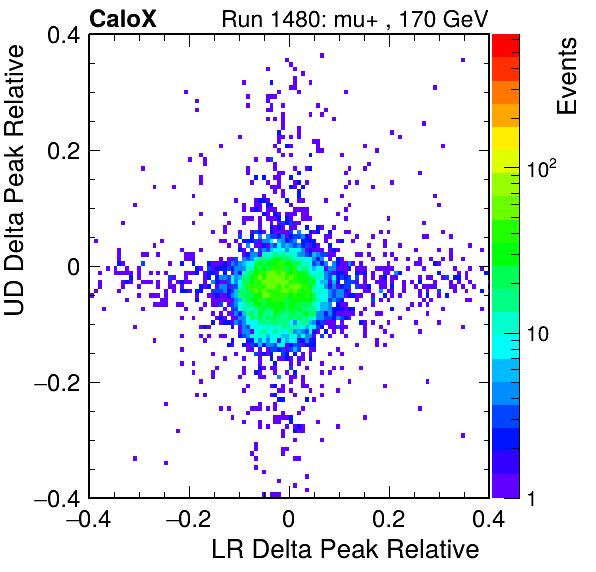 CaloX Run 1480: mu+ , 170 GeV
UD Delta Peak Relative
0.4
0.2
0
−0.2
−0.4
−0.4 −0.2 0 0.2 0.4
LR Delta Peak Relative
Events
10²
10
1